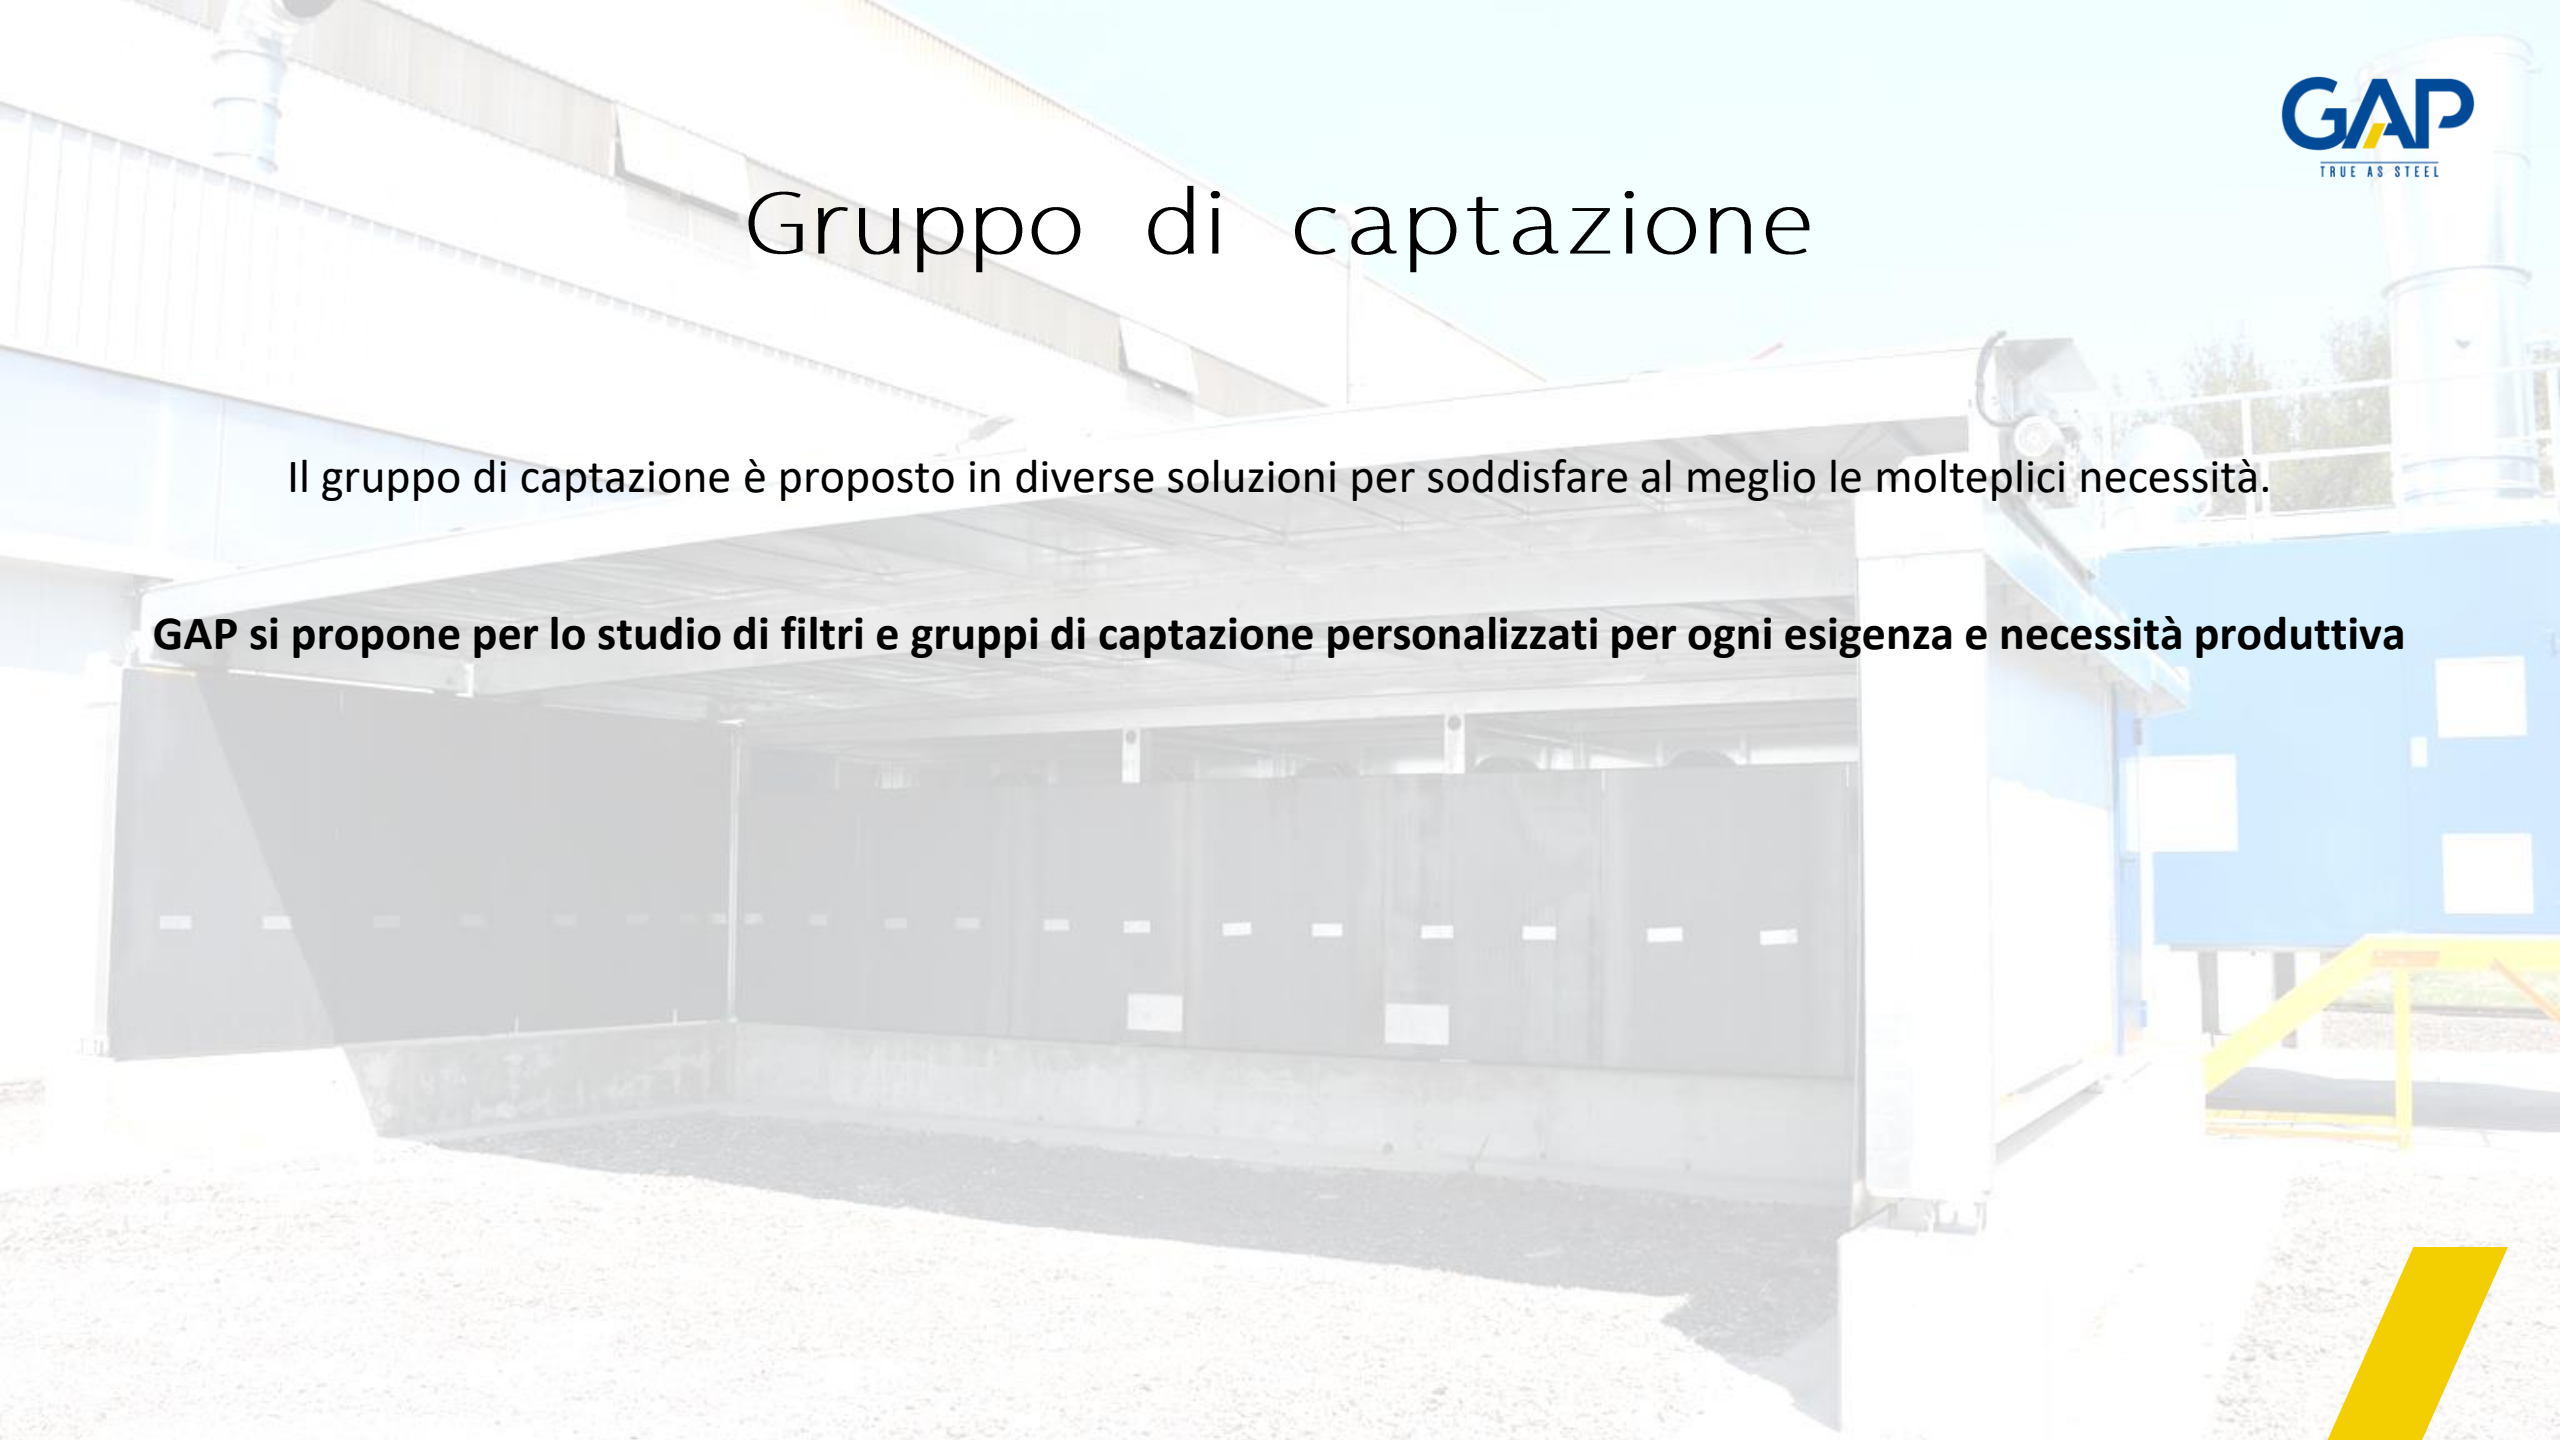 GAP
TRUE AS STEEL
Gruppo di captazione
Il gruppo di captazione è proposto in diverse soluzioni per soddisfare al meglio le molteplici necessità.
GAP si propone per lo studio di filtri e gruppi di captazione personalizzati per ogni esigenza e necessità produttiva